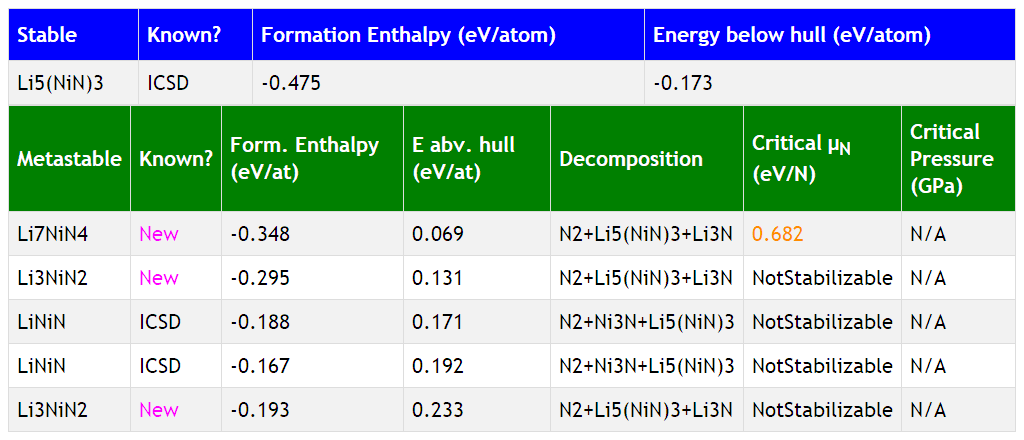 Stable Known? Formation Enthalpy (eV/atom) Energy below hull (eV/atom)
Li5(NiN)3 ICSD -0.475 -0.173
Metastable Known? Form. Enthalpy (eV/at) E abv. hull (eV/at) Decomposition Critical μN (eV/N) Critical Pressure (GPa)
Li7NiN4 New -0.348 0.069 N2+Li5(NiN)3+Li3N 0.682 N/A
Li3NiN2 New -0.295 0.131 N2+Li5(NiN)3+Li3N NotStabilizable N/A
LiNiN ICSD -0.188 0.171 N2+Ni3N+Li5(NiN)3 NotStabilizable N/A
LiNiN ICSD -0.167 0.192 N2+Ni3N+Li5(NiN)3 NotStabilizable N/A
Li3NiN2 New -0.193 0.233 N2+Li5(NiN)3+Li3N NotStabilizable N/A